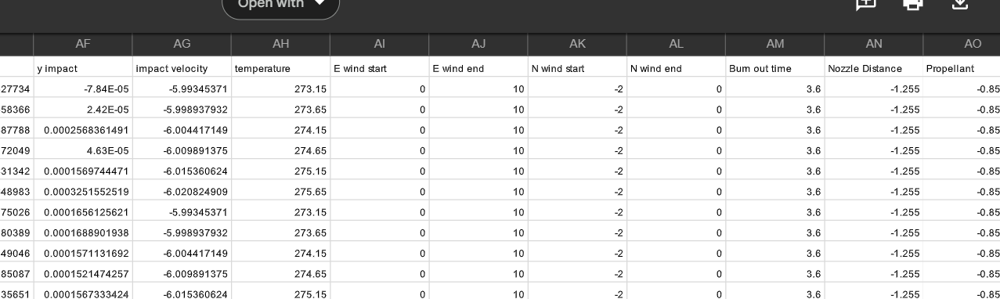 Open with
AF AG AH AI AJ AK AL AM AN AO
y impact impact velocity temperature E wind start E wind end N wind start N wind end Burn out time Nozzle Distance Propellant
27734 -7.84E-05 -5.99345371 273.15 0 10 -2 0 3.6 -1.255 -0.85
58366 2.42E-05 -5.998937932 273.65 0 10 -2 0 3.6 -1.255 -0.85
87788 0.0002568361491 -6.004417149 274.15 0 10 -2 0 3.6 -1.255 -0.85
72049 4.63E-05 -6.009891375 274.65 0 10 -2 0 3.6 -1.255 -0.85
31342 0.0001569744471 -6.015360624 275.15 0 10 -2 0 3.6 -1.255 -0.85
48983 0.0003251552519 -6.020824909 275.65 0 10 -2 0 3.6 -1.255 -0.85
75026 0.0001656125621 -5.99345371 273.15 0 10 -2 0 3.6 -1.255 -0.85
80389 0.0001688901938 -5.998937932 273.65 0 10 -2 0 3.6 -1.255 -0.85
49046 0.0001571131692 -6.004417149 274.15 0 10 -2 0 3.6 -1.255 -0.85
85087 0.0001521474257 -6.009891375 274.65 0 10 -2 0 3.6 -1.255 -0.85
35651 0.0001567333424 -6.015360624 275.15 0 10 -2 0 3.6 -1.255 -0.85